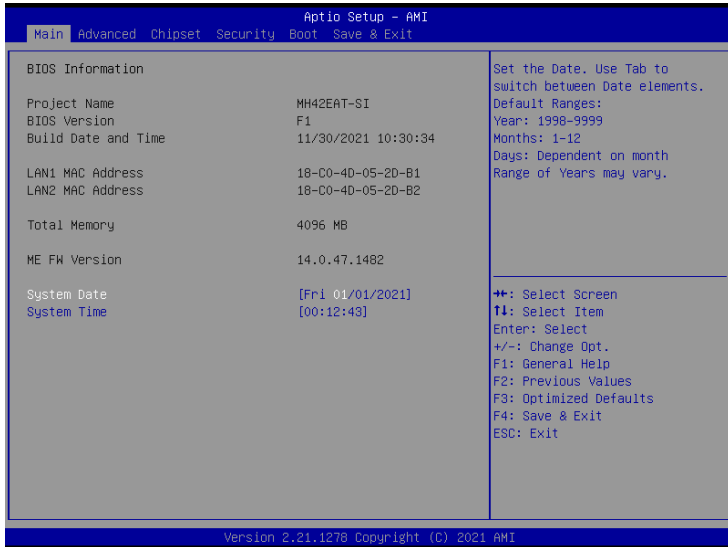 Aptio Setup - AMI
Main Advanced Chipset Security Boot Save & Exit
BIOS Information
Project Name MH42EAT-SI
BIOS Version F1
Build Date and Time 11/30/2021 10:30:34
LAN1 MAC Address 18-C0-4D-05-2D-B1
LAN2 MAC Address 18-C0-4D-05-2D-B2
Total Memory 4096 MB
ME FW Version 14.0.47.1482
System Date [Fri 01/01/2021]
System Time [00:12:43]
Set the Date. Use Tab to
switch between Date elements.
Default Ranges:
Year: 1998-9999
Months: 1-12
Days: Dependent on month
Range of Years may vary.
→←: Select Screen
↑↓: Select Item
Enter: Select
+/-: Change Opt.
F1: General Help
F2: Previous Values
F3: Optimized Defaults
F4: Save & Exit
ESC: Exit
Version 2.21.1278 Copyright (C) 2021 AMI